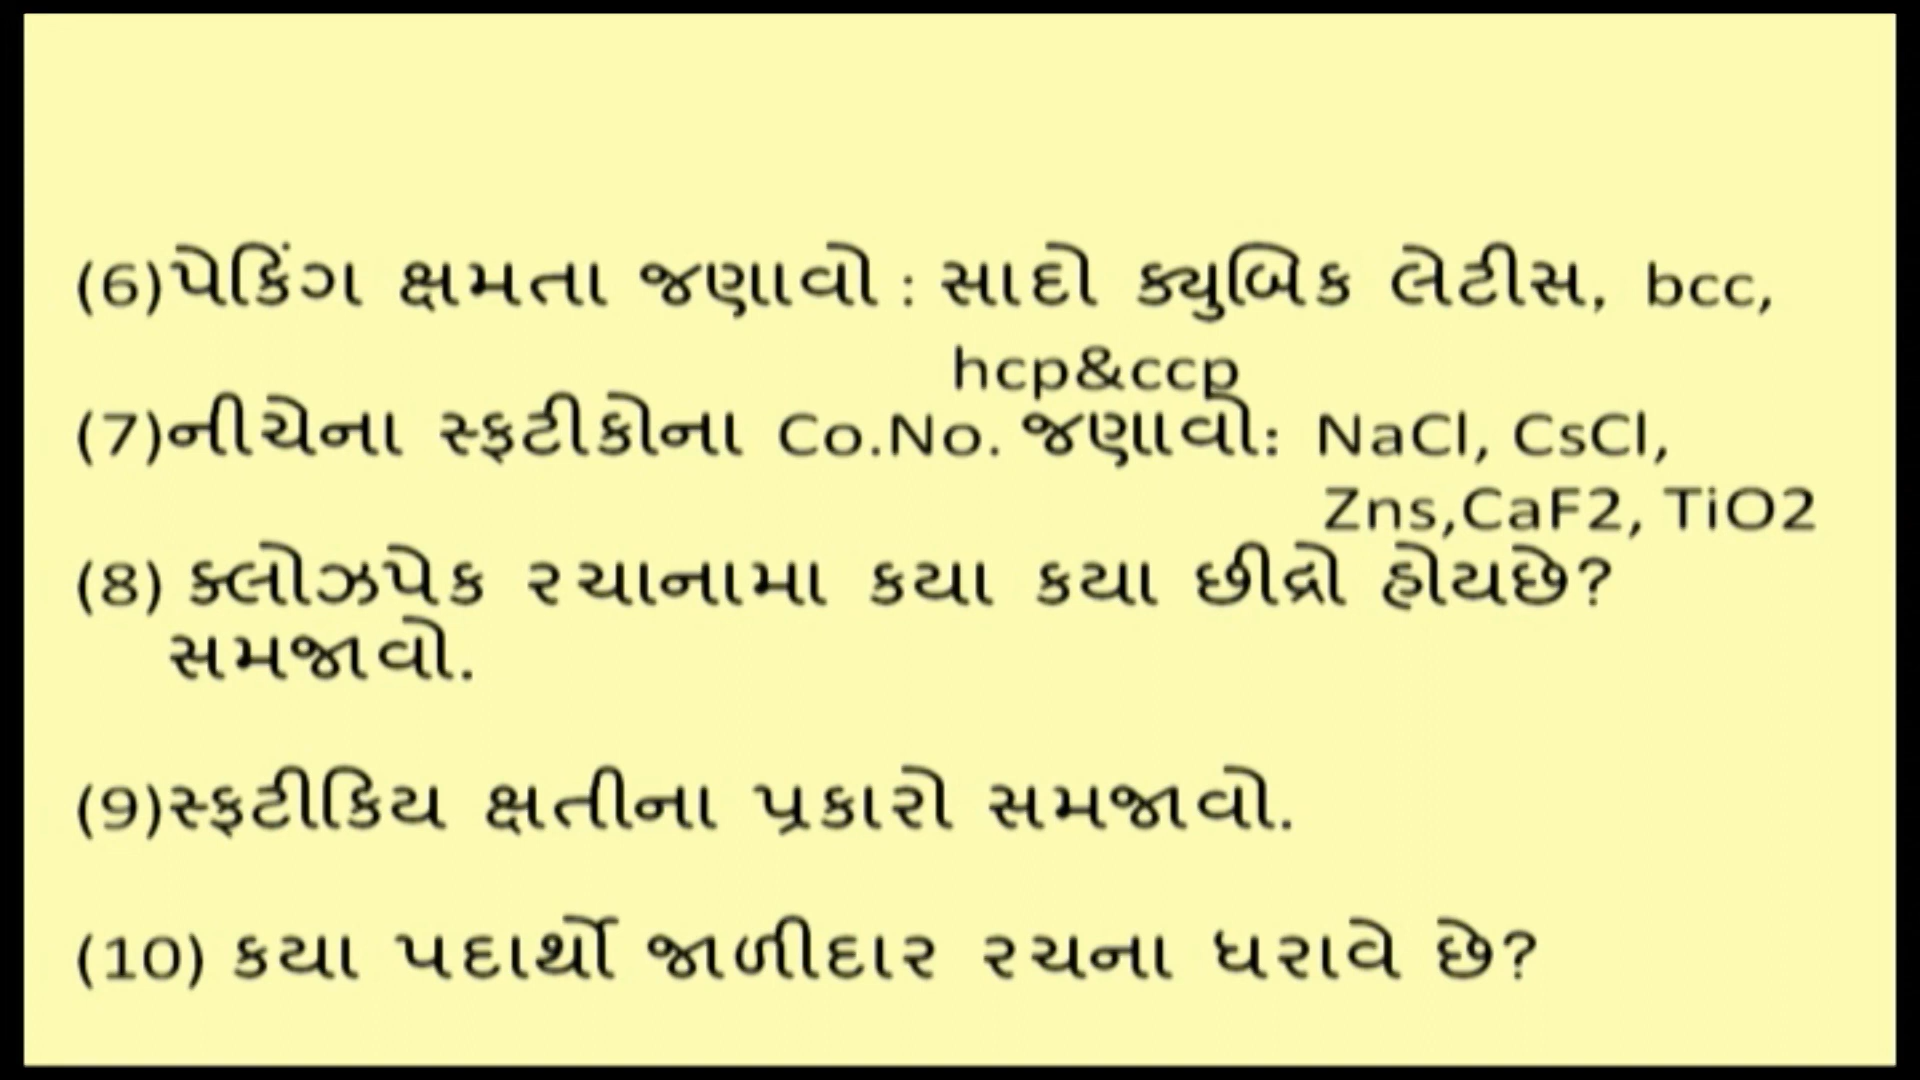 (6)પેકિંગ ક્ષમતા જણાવો : સાદો ક્યુબિક લેટીસ, bcc,
hcp&ccp
(7)નીચેના સ્ફટીકોના Co.No. જણાવો: NaCl, CsCl,
Zns,CaF2, TiO2
(8) ક્લોઝપેક રચાનામા કયા કયા છીદ્રો હોયછે?
સમજાવો.
(9)સ્ફટીકિય ક્ષતીના પ્રકારો સમજાવો.
(10) કયા પદાર્થો જાળીદાર રચના ધરાવે છે?